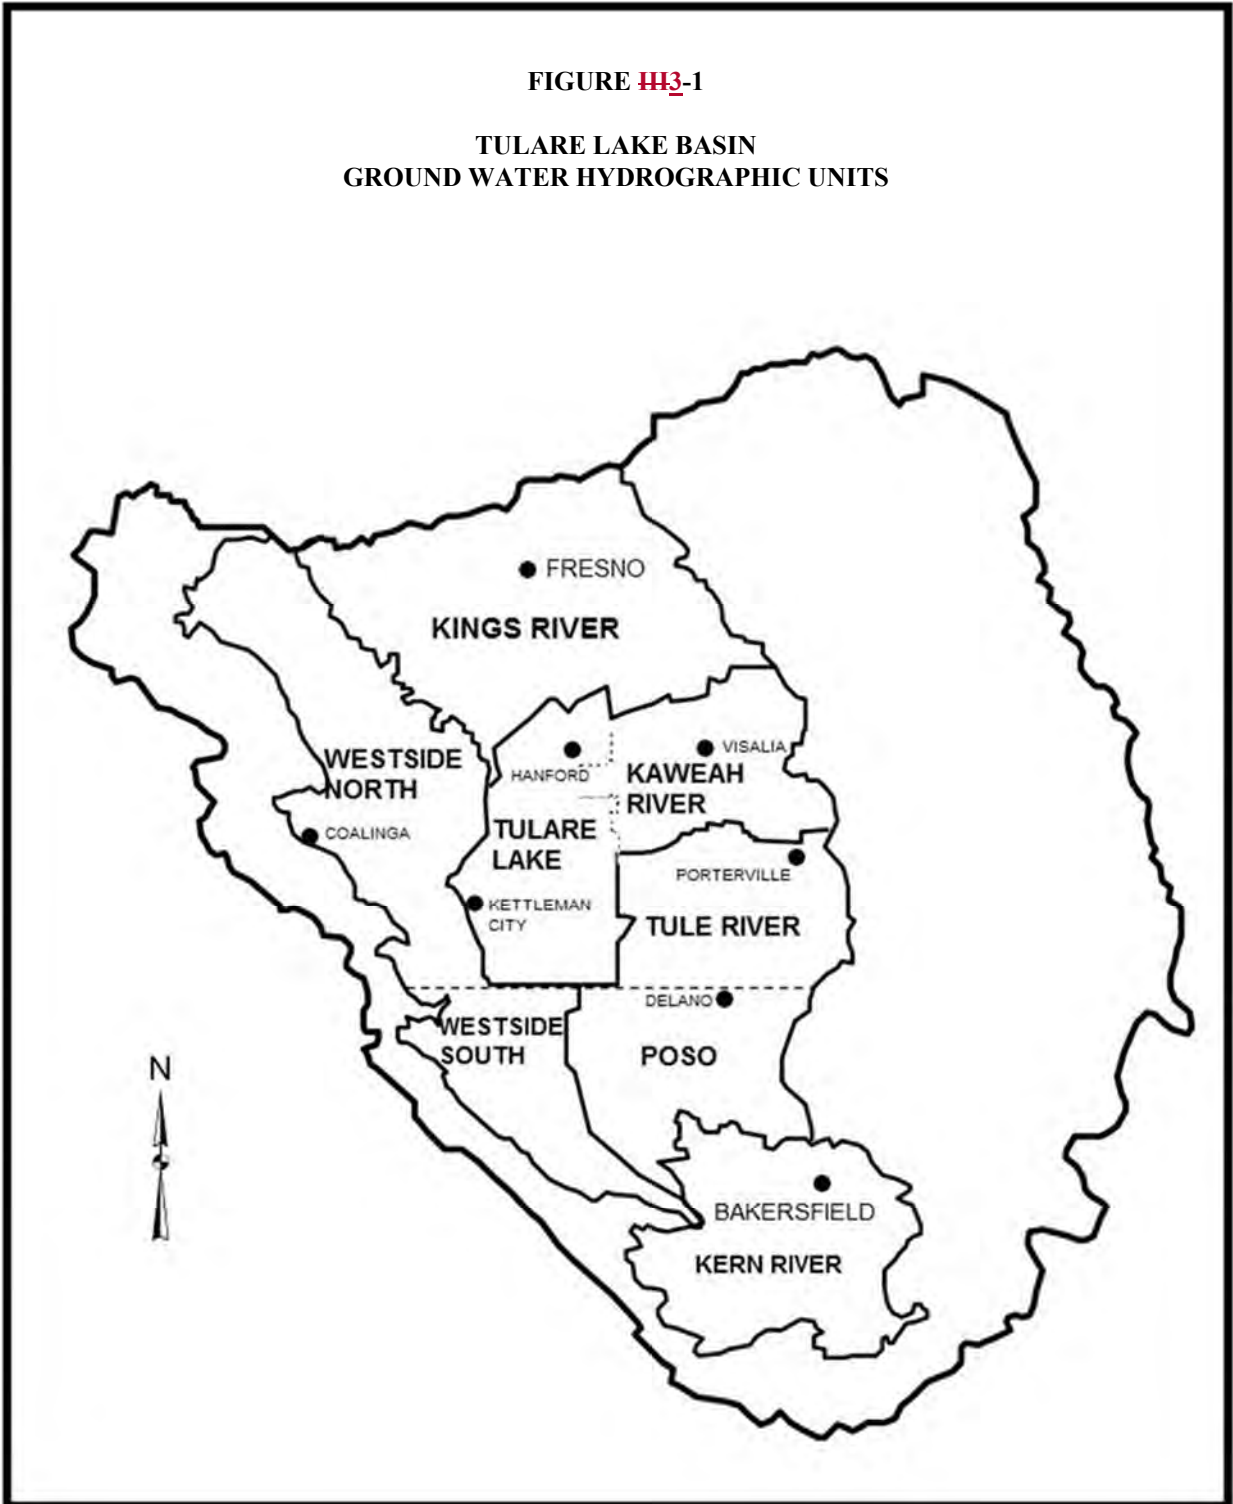 FIGURE III3-1
TULARE LAKE BASIN
GROUND WATER HYDROGRAPHIC UNITS
FRESNO
KINGS RIVER
WESTSIDE
NORTH
HANFORD
VISALIA
KAWEAH
RIVER
COALINGA
TULARE
LAKE
PORTERVILLE
KETTLEMAN
CITY
TULE RIVER
DELANO
WESTSIDE
SOUTH
POSO
N
BAKERSFIELD
KERN RIVER